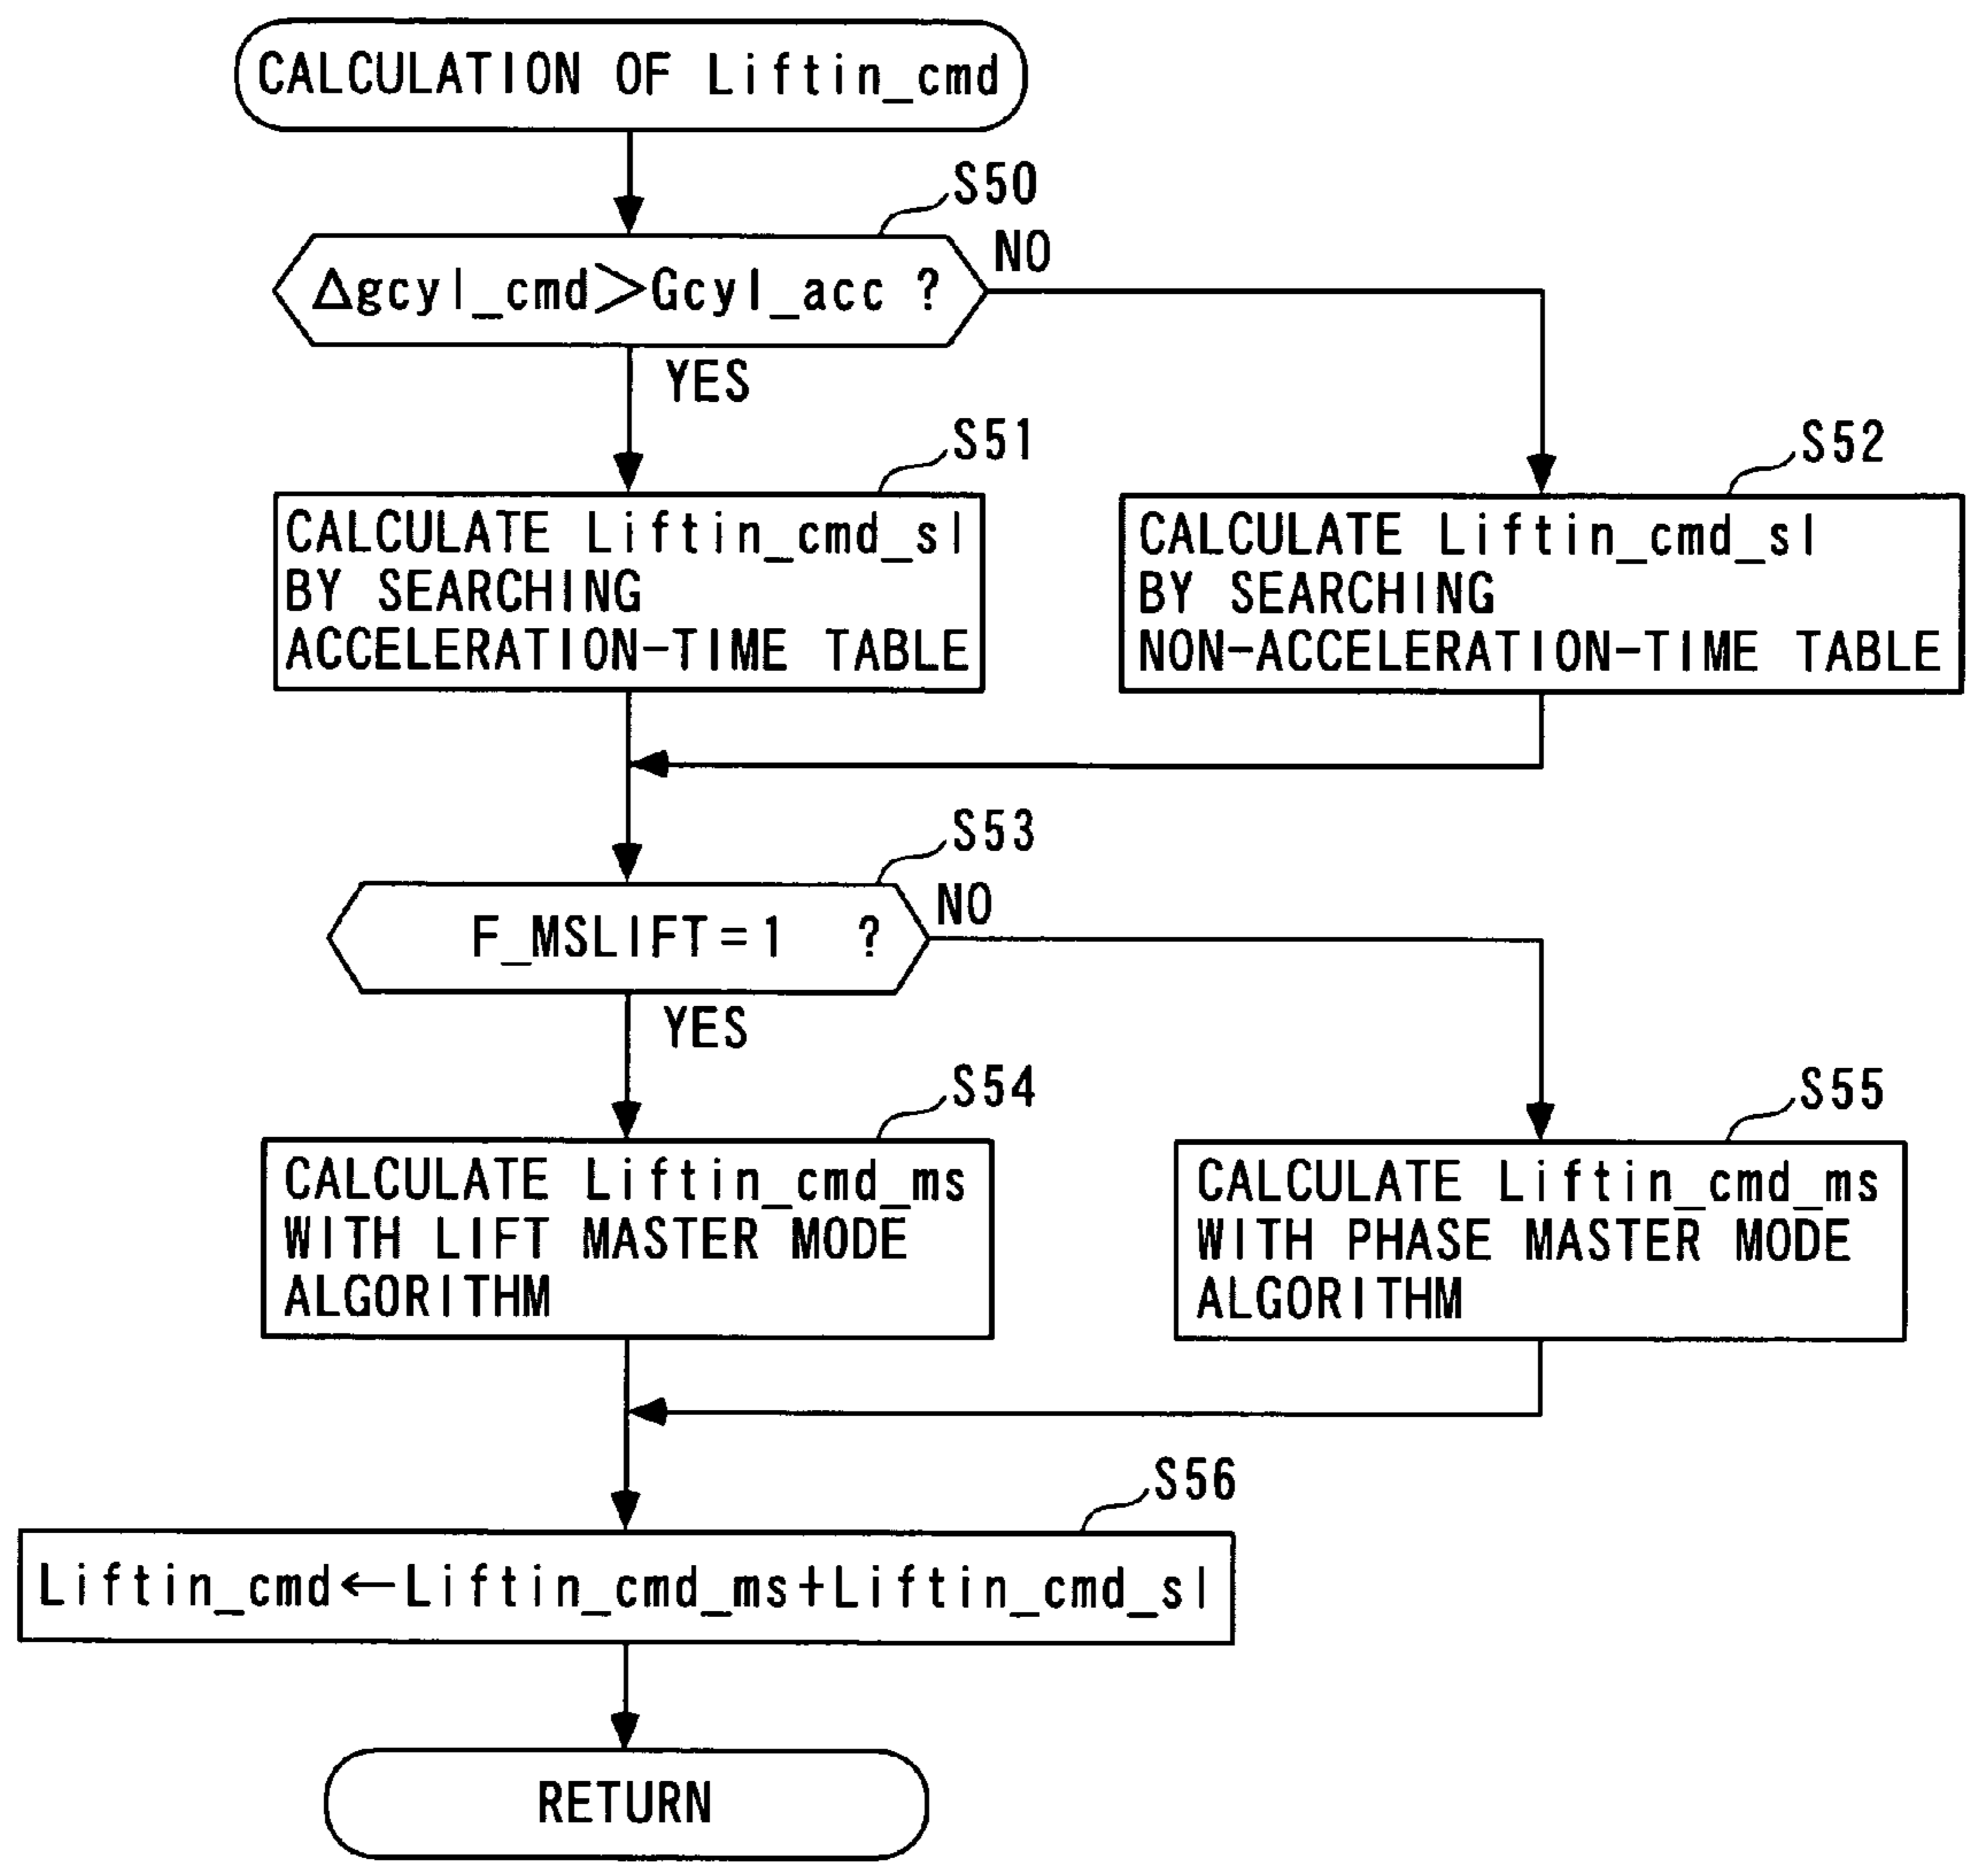 CALCULATION OF Liftin_cmd
S50
Δgcyl_cmd>Gcyl_acc ?
NO
YES
S51
CALCULATE Liftin_cmd_sl
BY SEARCHING
ACCELERATION-TIME TABLE
S52
CALCULATE Liftin_cmd_sl
BY SEARCHING
NON-ACCELERATION-TIME TABLE
S53
F_MSLIFT=1 ?
NO
YES
S54
CALCULATE Liftin_cmd_ms
WITH LIFT MASTER MODE
ALGORITHM
S55
CALCULATE Liftin_cmd_ms
WITH PHASE MASTER MODE
ALGORITHM
S56
Liftin_cmd←Liftin_cmd_ms+Liftin_cmd_sl
RETURN